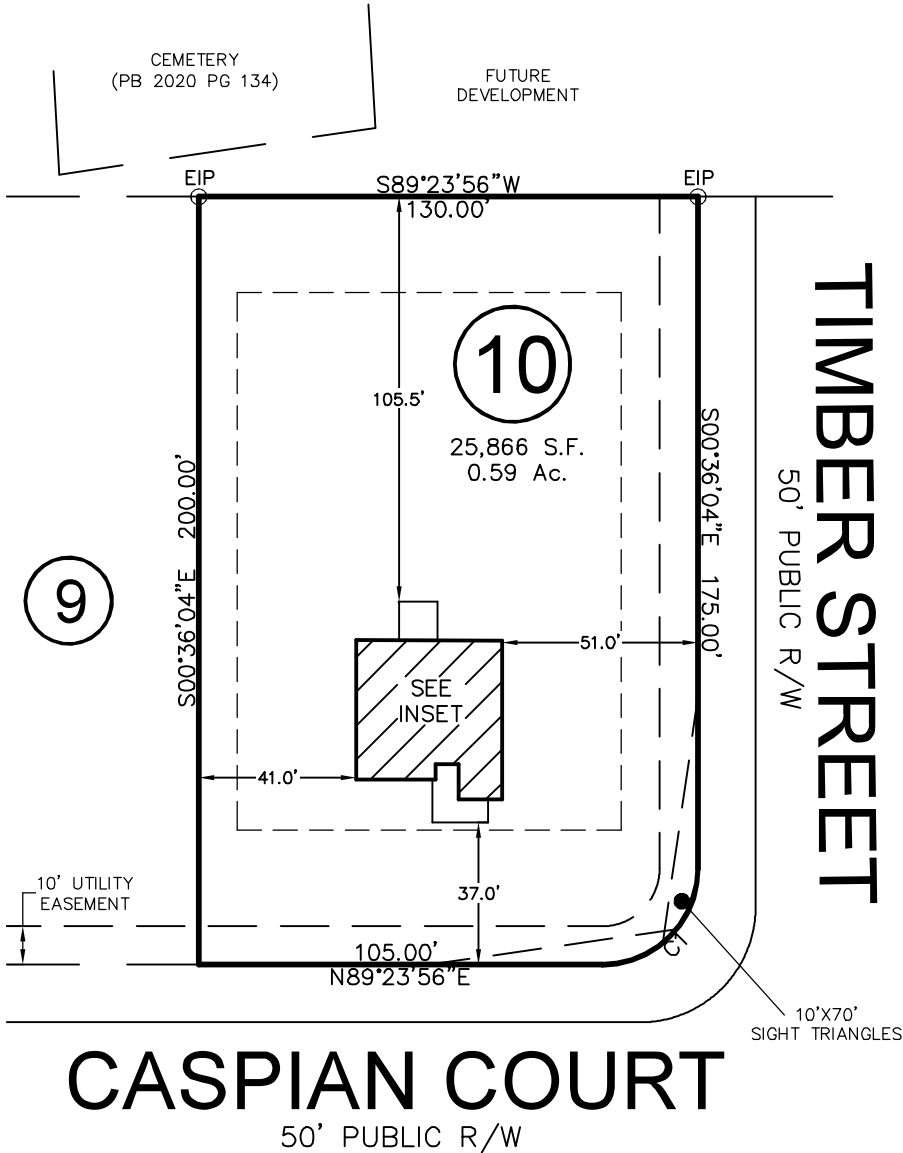 CEMETERY
(PB 2020 PG 134)
FUTURE
DEVELOPMENT
EIP
S89°23'56"W
130.00'
EIP
10
25,866 S.F.
0.59 Ac.
105.5'
S00°36'04"E 200.00'
S00°36'04"E 175.00'
TIMBER STREET
50' PUBLIC R/W
9
51.0'
SEE
INSET
41.0'
37.0'
10' UTILITY
EASEMENT
105.00'
N89°23'56"E
C1
10'X70'
SIGHT TRIANGLES
CASPIAN COURT
50' PUBLIC R/W